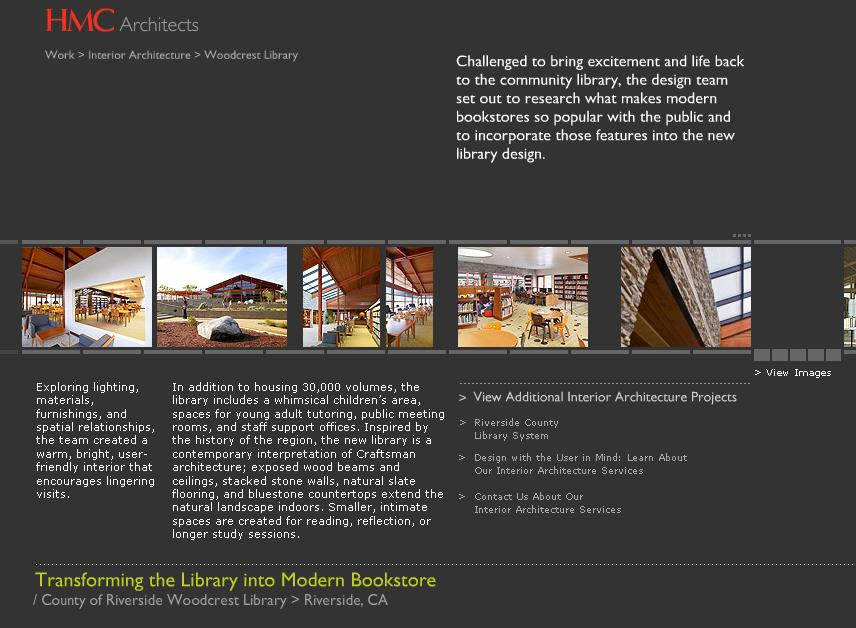 HMC Architects
Work > Interior Architecture > Woodcrest Library
Challenged to bring excitement and life back
to the community library, the design team
set out to research what makes modern
bookstores so popular with the public and
to incorporate those features into the new
library design.
> View Images
Exploring lighting,
materials,
furnishings, and
spatial relationships,
the team created a
warm, bright, user-
friendly interior that
encourages lingering
visits.
In addition to housing 30,000 volumes, the
library includes a whimsical children's area,
spaces for young adult tutoring, public meeting
rooms, and staff support offices. Inspired by
the history of the region, the new library is a
contemporary interpretation of Craftsman
architecture; exposed wood beams and
ceilings, stacked stone walls, natural slate
flooring, and bluestone countertops extend the
natural landscape indoors. Smaller, intimate
spaces are created for reading, reflection, or
longer study sessions.
> View Additional Interior Architecture Projects
> Riverside County
Library System
> Design with the User in Mind: Learn About
Our Interior Architecture Services
> Contact Us About Our
Interior Architecture Services
Transforming the Library into Modern Bookstore
/ County of Riverside Woodcrest Library > Riverside, CA